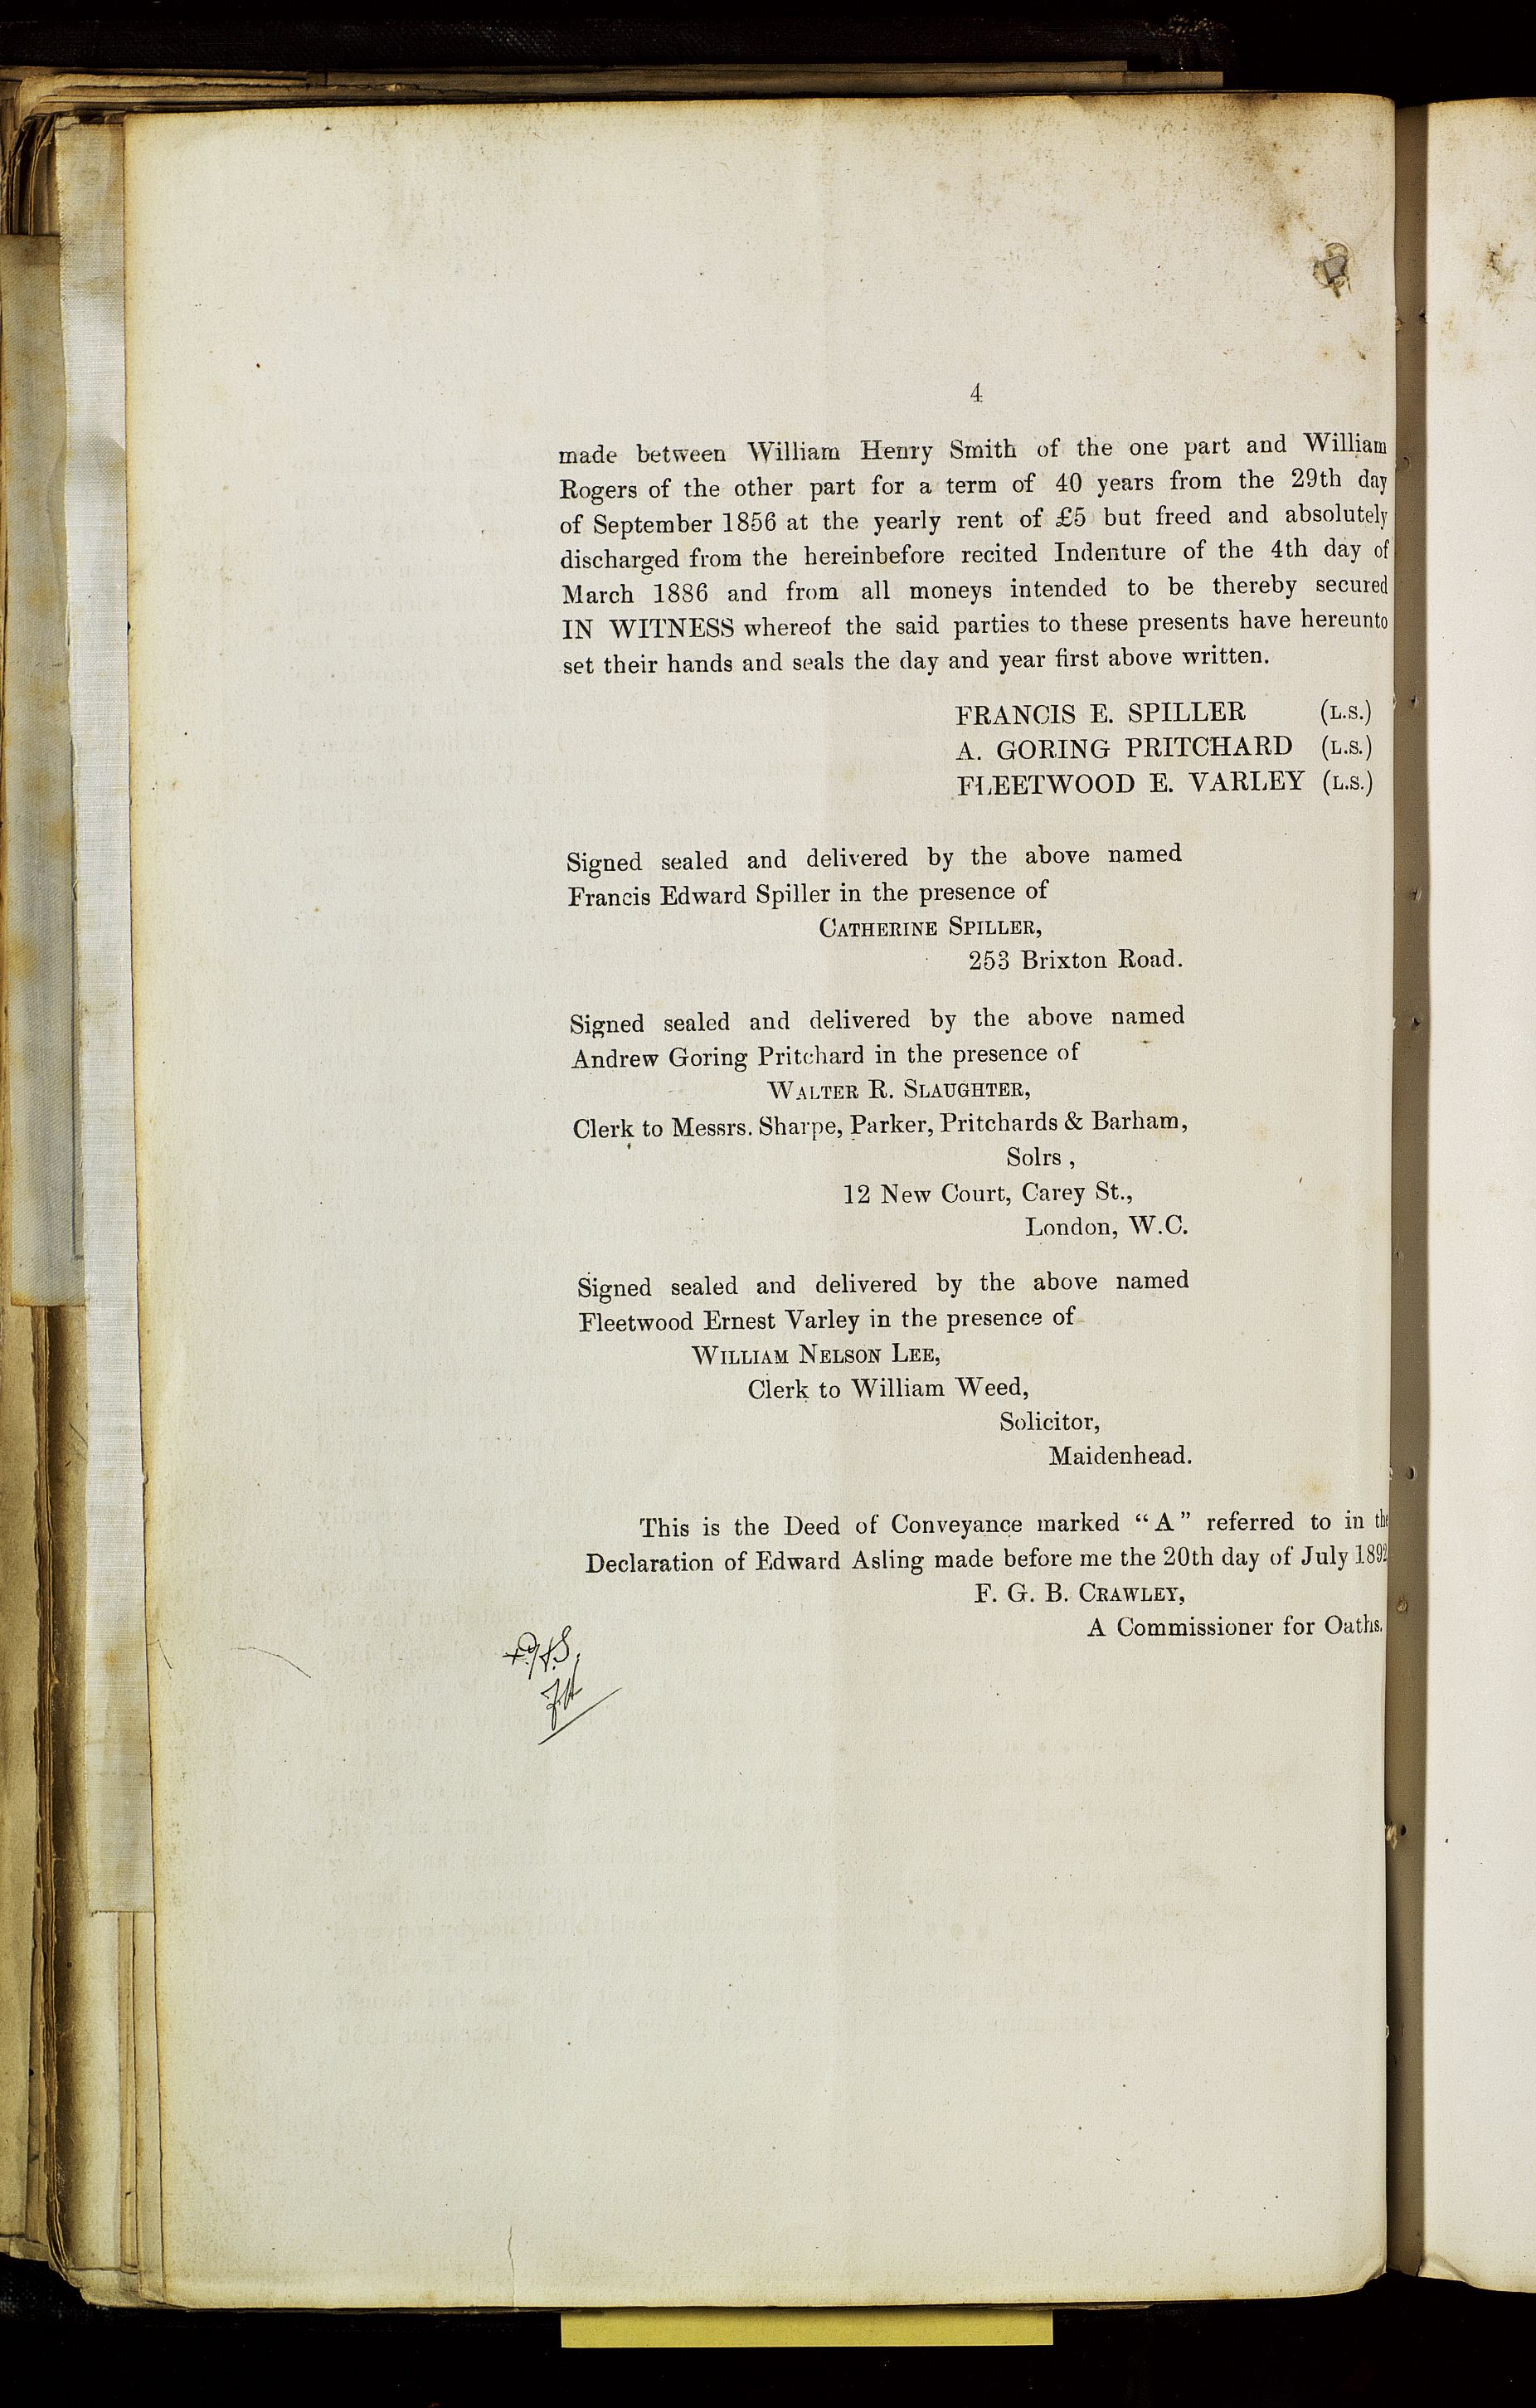 4
made between William Henry Smith of the one part and William
Rogers of the other part for a term of 40 years from the 29th day
of September 1856 at the yearly rent of £5 but freed and absolutely
discharged from the hereinbefore recited Indenture of the 4th day of
March 1886 and from all moneys intended to be thereby secured
IN WITNESS whereof the said parties to these presents have hereunto
set their hands and seals the day and year first above written.
FRANCIS E. SPILLER (L.S.)
A. GORING PRITCHARD (L.S.)
FLEETWOOD E. VARLEY (L.S.)
Signed sealed and delivered by the above named
Francis Edward Spiller in the presence of
CATHERINE SPILLER,
253 Brixton Road.
Signed sealed and delivered by the above named
Andrew Goring Pritchard in the presence of
WALTER R. SLAUGHTER,
Clerk to Messrs. Sharpe, Parker, Pritchards & Barham,
Solrs ,
12 New Court, Carey St.,
London, W.C.
Signed sealed and delivered by the above named
Fleetwood Ernest Varley in the presence of
WILLIAM NELSON LEE,
Clerk to William Weed,
Solicitor,
Maidenhead.
This is the Deed of Conveyance marked “A” referred to in the
Declaration of Edward Asling made before me the 20th day of July 1892
F. G. B. CRAWLEY,
A Commissioner for Oaths.